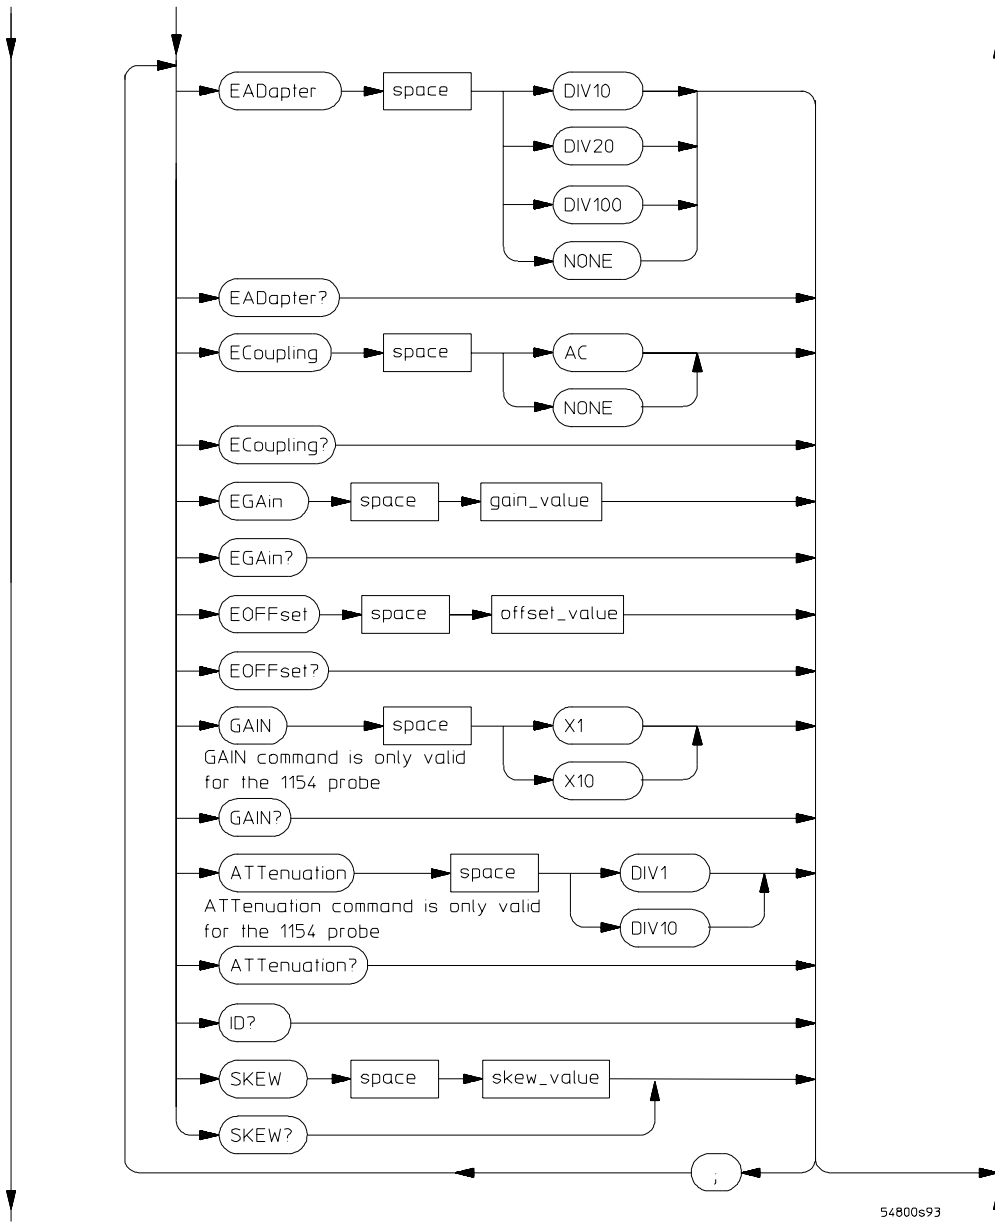 EADapter space DIV10
DIV20
DIV100
NONE
EADapter?
ECoupling space AC
NONE
ECoupling?
EGAin space gain_value
EGAin?
EOFFset space offset_value
EOFFset?
GAIN space X1
GAIN command is only valid
for the 1154 probe
X10
GAIN?
ATTenuation space DIV1
ATTenuation command is only valid
for the 1154 probe
DIV10
ATTenuation?
ID?
SKEW space skew_value
SKEW?
;
54800s93